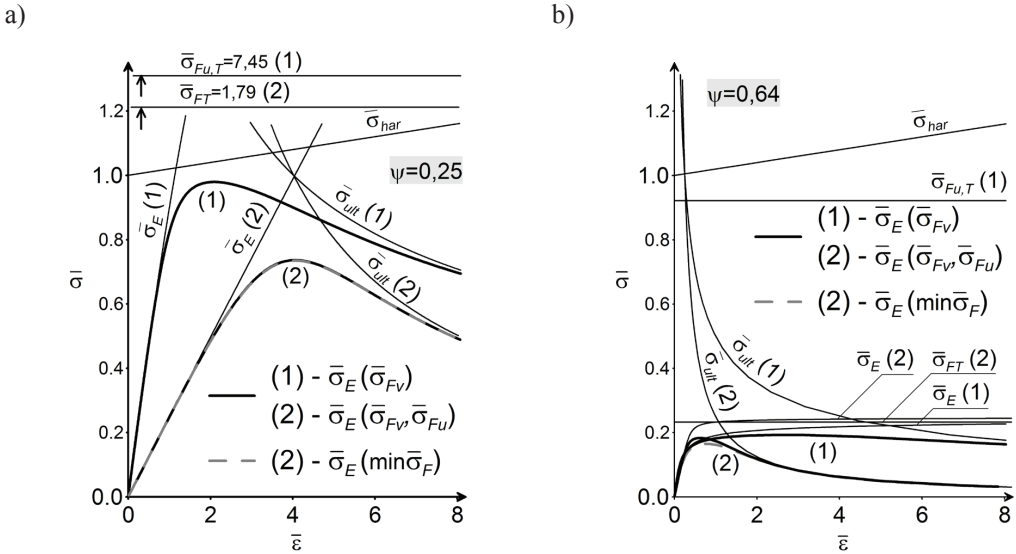 a)
σ̄Fu,T=7,45 (1)
σ̄FT=1,79 (2)
σ̄har
ψ=0,25
σ̄E (1)
σ̄E (2)
σ̄ult (1)
σ̄ult (2)
(1)
(2)
(1) - σ̄E (σ̄Fv)
(2) - σ̄E (σ̄Fv,σ̄Fu)
(2) - σ̄E (minσ̄F)
σ̄
1.2
1.0
0.8
0.6
0.4
0.2
0.0
0 2 4 6 8
ε̄
b)
ψ=0,64
σ̄har
σ̄Fu,T (1)
(1) - σ̄E (σ̄Fv)
(2) - σ̄E (σ̄Fv,σ̄Fu)
(2) - σ̄E (minσ̄F)
σ̄ult (1)
σ̄ult (2)
σ̄E (2)
σ̄FT (2)
σ̄E (1)
(1)
(2)
σ̄
1.2
1.0
0.8
0.6
0.4
0.2
0.0
0 2 4 6 8
ε̄